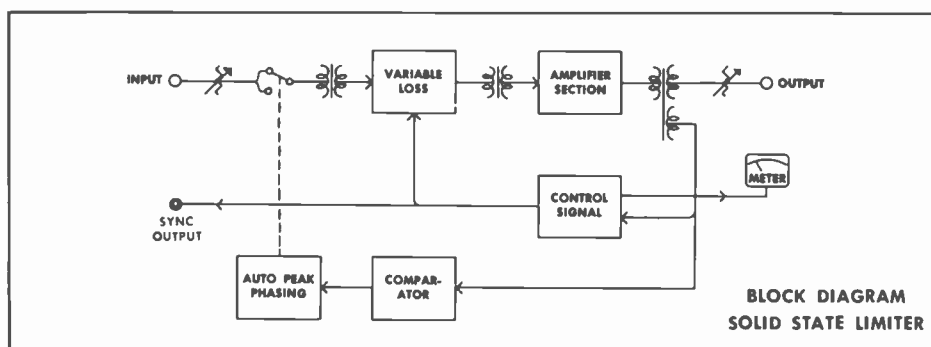 INPUT
VARIABLE
LOSS
AMPLIFIER
SECTION
OUTPUT
METER
CONTROL
SIGNAL
SYNC
OUTPUT
AUTO PEAK
PHASING
COMPAR-
ATOR
BLOCK DIAGRAM
SOLID STATE LIMITER